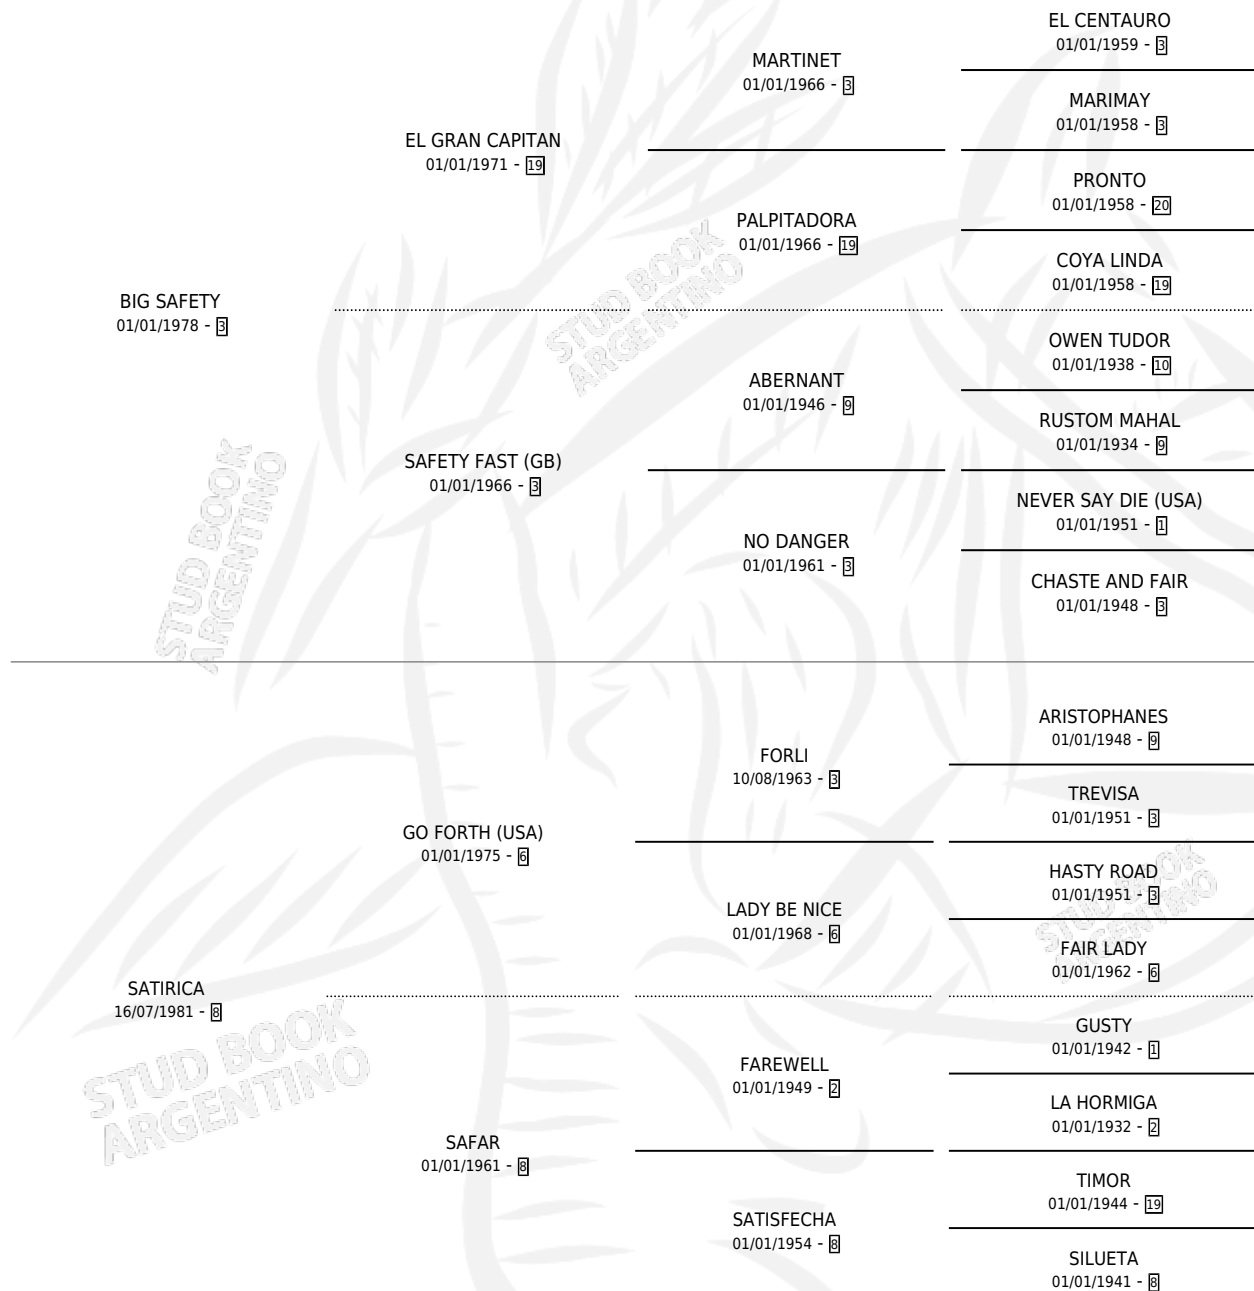 EL CENTAURO
01/01/1959 - 3
MARTINET
01/01/1966 - 3
MARIMAY
01/01/1958 - 3
EL GRAN CAPITAN
01/01/1971 - 19
PRONTO
01/01/1958 - 20
PALPITADORA
01/01/1966 - 19
COYA LINDA
01/01/1958 - 19
BIG SAFETY
01/01/1978 - 3
OWEN TUDOR
01/01/1938 - 10
ABERNANT
01/01/1946 - 9
RUSTOM MAHAL
01/01/1934 - 9
SAFETY FAST (GB)
01/01/1966 - 3
NEVER SAY DIE (USA)
01/01/1951 - 1
NO DANGER
01/01/1961 - 3
CHASTE AND FAIR
01/01/1948 - 3
ARISTOPHANES
01/01/1948 - 9
FORLI
10/08/1963 - 3
TREVISA
01/01/1951 - 3
GO FORTH (USA)
01/01/1975 - 6
HASTY ROAD
01/01/1951 - 3
LADY BE NICE
01/01/1968 - 6
FAIR LADY
01/01/1962 - 6
SATIRICA
16/07/1981 - 8
GUSTY
01/01/1942 - 1
FAREWELL
01/01/1949 - 2
LA HORMIGA
01/01/1932 - 2
SAFAR
01/01/1961 - 8
TIMOR
01/01/1944 - 19
SATISFECHA
01/01/1954 - 8
SILUETA
01/01/1941 - 8
STUD BOOK
ARGENTINO
STUD BOOK
ARGENTINO
STUD BOOK
ARGENTINO
STUD BOOK
ARGENTINO